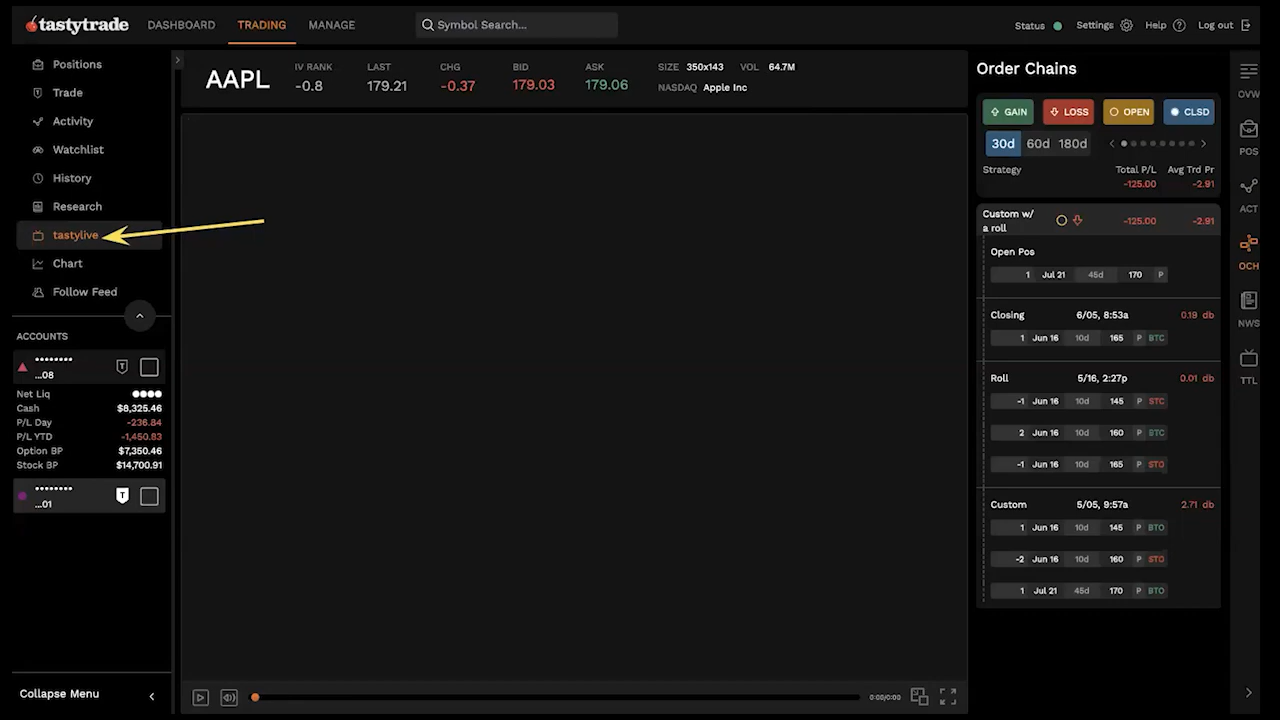 tastytrade DASHBOARD TRADING MANAGE Symbol Search... Status Settings Help Log out
Positions
Trade
Activity
Watchlist
History
Research
tastylive
Chart
Follow Feed
ACCOUNTS
...08
Net Liq
Cash $8,325.46
P/L Day -236.84
P/L YTD -1,450.83
Option BP $7,350.46
Stock BP $14,700.91
...01
Collapse Menu
AAPL
IV RANK LAST CHG BID ASK SIZE 350x143 VOL 64.7M
-0.8 179.21 -0.37 179.03 179.06 NASDAQ Apple Inc
0:00/0:00
Order Chains
GAIN LOSS OPEN CLSD
30d 60d 180d
Strategy Total P/L Avg Trd Pr
-125.00 -2.91
Custom w/
a roll -125.00 -2.91
Open Pos
1 Jul 21 45d 170 P
Closing 6/05, 8:53a 0.19 db
1 Jun 16 10d 165 P BTC
Roll 5/16, 2:27p 0.01 db
-1 Jun 16 10d 145 P STC
2 Jun 16 10d 160 P BTC
-1 Jun 16 10d 165 P STO
Custom 5/05, 9:57a 2.71 db
1 Jun 16 10d 145 P BTO
-2 Jun 16 10d 160 P STO
1 Jul 21 45d 170 P BTO
OVW
POS
ACT
OCH
NWS
TTL